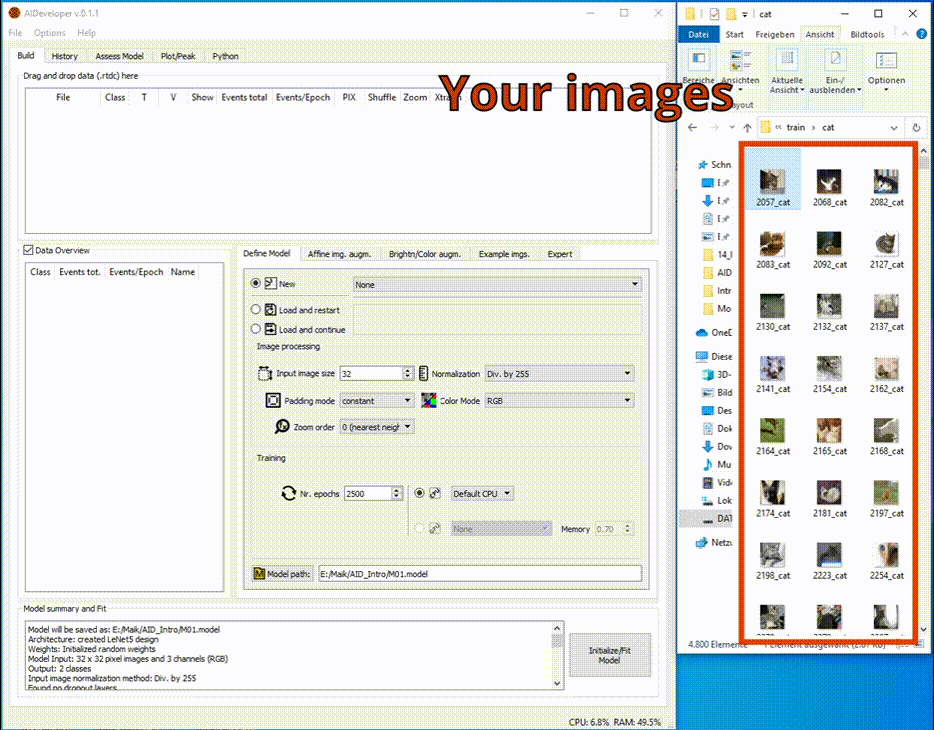 AIDeveloper v.0.1.1
File Options Help
Build History Assess Model Plot/Peak Python
Drag and drop data (.rtdc) here
File Class T V Show Events total Events/Epoch PIX Shuffle Zoom
Your images
Data Overview
Class Events tot. Events/Epoch Name
Define Model Affine img. augm. Brightn/Color augm. Example imgs. Expert
New None
Load and restart
Load and continue
Image processing
Input image size 32 Normalization Div. by 255
Padding mode constant Color Mode RGB
Zoom order 0 (nearest neigh
Training
Nr. epochs 2500 Default CPU
None Memory 0.70
Model path: E:/Maik/AID_Intro/M01.model
Model summary and Fit
Model will be saved as: E:/Maik/AID_Intro/M01.model
Architecture: created LeNet5 design
Weights: Initialized random weights
Model Input: 32 x 32 pixel images and 3 channels (RGB)
Output: 2 classes
Input image normalization method: Div. by 255
Found no dropout layers
Initialize/Fit
Model
CPU: 6.8% RAM: 49.5%
cat
Datei Start Freigeben Ansicht Bildtools
Bereiche Ansichten Aktuelle Ein-/ Optionen
Ansicht ausblenden
« train › cat
Schn
14_I
AID
Intr
Mo
OneD
Diese
3D-
Bild
Des
Dok
Dov
Mu
Vide
Lok
DAT
Netzv
2057_cat 2068_cat 2082_cat
2083_cat 2092_cat 2127_cat
2130_cat 2132_cat 2137_cat
2141_cat 2154_cat 2162_cat
2164_cat 2165_cat 2168_cat
2174_cat 2181_cat 2197_cat
2198_cat 2223_cat 2254_cat
4.800 Elemente